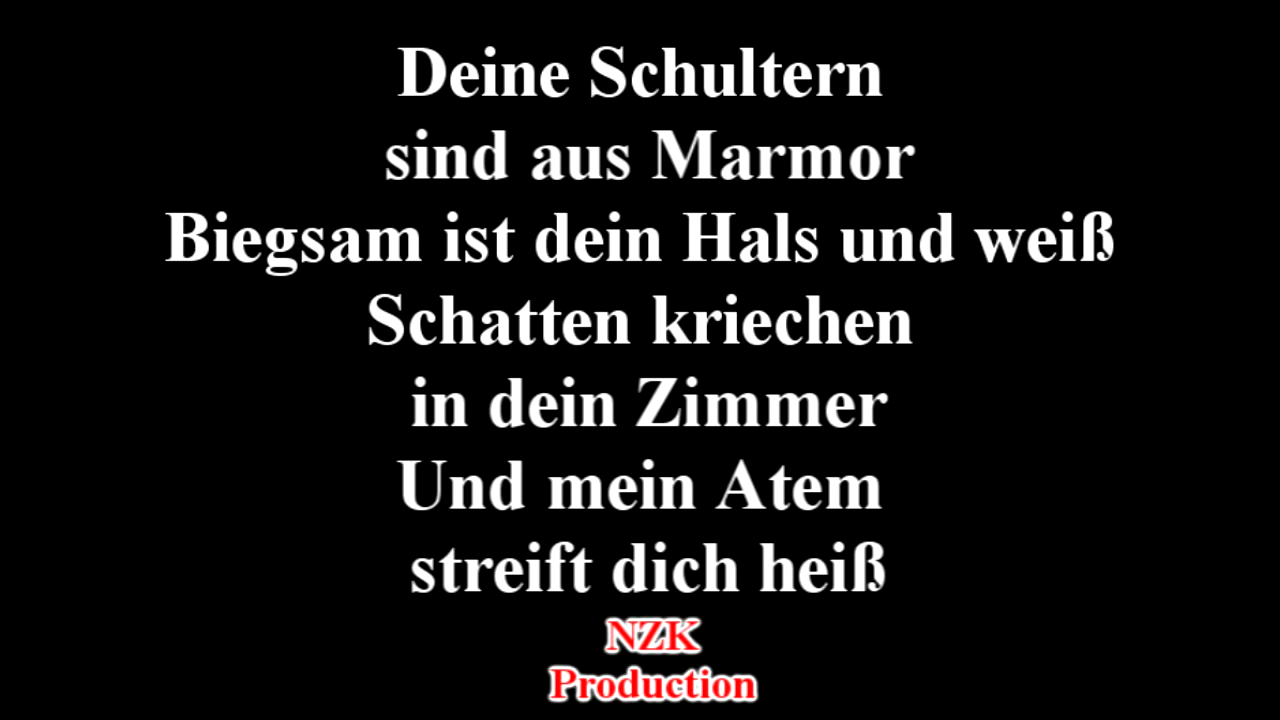 Deine Schultern
sind aus Marmor
Biegsam ist dein Hals und weiß
Schatten kriechen
in dein Zimmer
Und mein Atem
streift dich heiß
NZK
Production